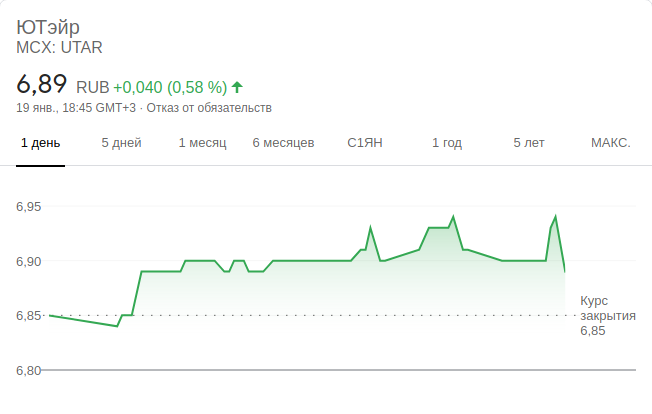 ЮТэйр
MCX: UTAR
6,89 RUB +0,040 (0,58 %)
19 янв., 18:45 GMT+3 · Отказ от обязательств
1 день 5 дней 1 месяц 6 месяцев С1ЯН 1 год 5 лет МАКС.
6,95
6,90
6,85
6,80
Курс
закрытия
6,85